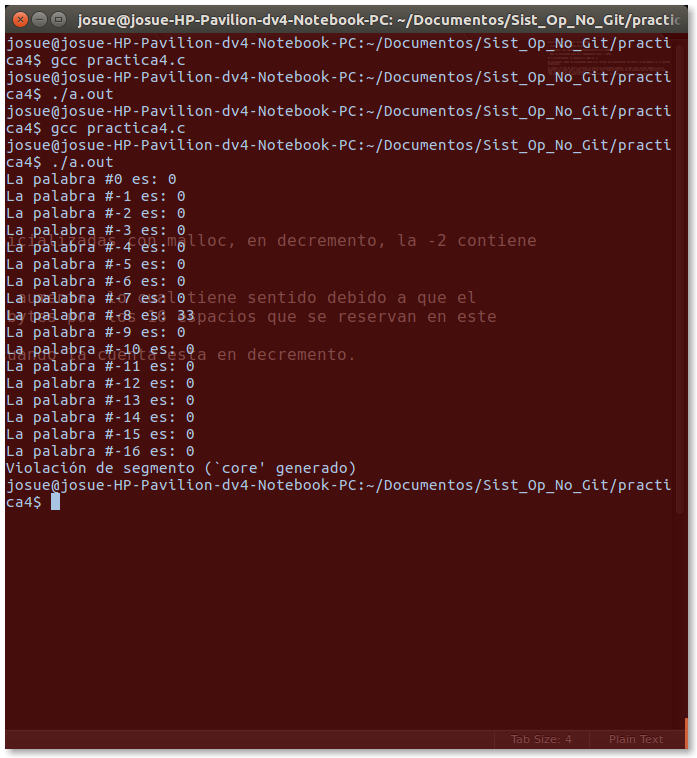 josue@josue-HP-Pavilion-dv4-Notebook-PC: ~/Documentos/Sist_Op_No_Git/practic
josue@josue-HP-Pavilion-dv4-Notebook-PC:~/Documentos/Sist_Op_No_Git/practi
ca4$ gcc practica4.c
josue@josue-HP-Pavilion-dv4-Notebook-PC:~/Documentos/Sist_Op_No_Git/practi
ca4$ ./a.out
josue@josue-HP-Pavilion-dv4-Notebook-PC:~/Documentos/Sist_Op_No_Git/practi
ca4$ gcc practica4.c
josue@josue-HP-Pavilion-dv4-Notebook-PC:~/Documentos/Sist_Op_No_Git/practi
ca4$ ./a.out
La palabra #0 es: 0
La palabra #-1 es: 0
La palabra #-2 es: 0
La palabra #-3 es: 0
icializadas con malloc, en decremento, la -2 contiene
La palabra #-4 es: 0
La palabra #-5 es: 0
La palabra #-6 es: 0
La palabra #-7 es: 0
tiene sentido debido a que el
La palabra #-8 es: 33
espacios que se reservan en este
La palabra #-9 es: 0
La palabra #-10 es: 0
la cuenta esta en decremento.
La palabra #-11 es: 0
La palabra #-12 es: 0
La palabra #-13 es: 0
La palabra #-14 es: 0
La palabra #-15 es: 0
La palabra #-16 es: 0
Violación de segmento (`core' generado)
josue@josue-HP-Pavilion-dv4-Notebook-PC:~/Documentos/Sist_Op_No_Git/practi
ca4$
Tab Size: 4 Plain Text